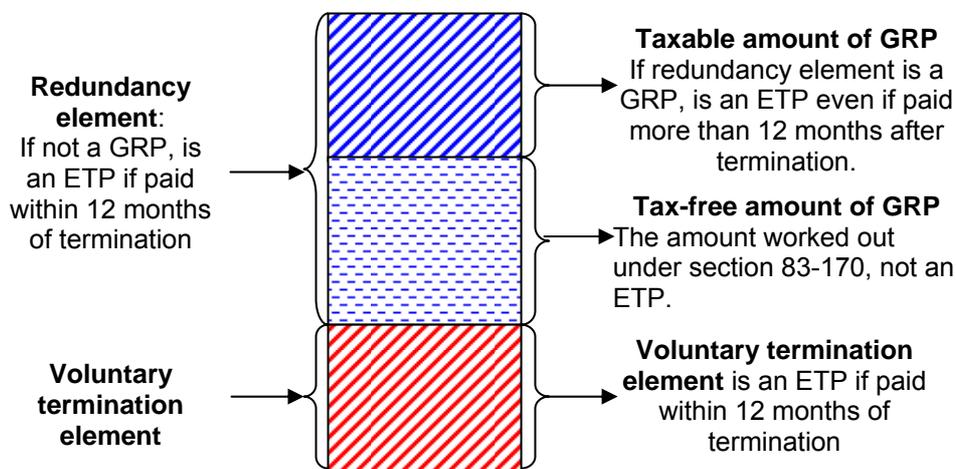 Redundancy
element:
If not a GRP, is
an ETP if paid
within 12 months
of termination
Voluntary
termination
element
Taxable amount of GRP
If redundancy element is a
GRP, is an ETP even if paid
more than 12 months after
termination.
Tax-free amount of GRP
The amount worked out
under section 83-170, not an
ETP.
Voluntary termination
element is an ETP if paid
within 12 months of
termination